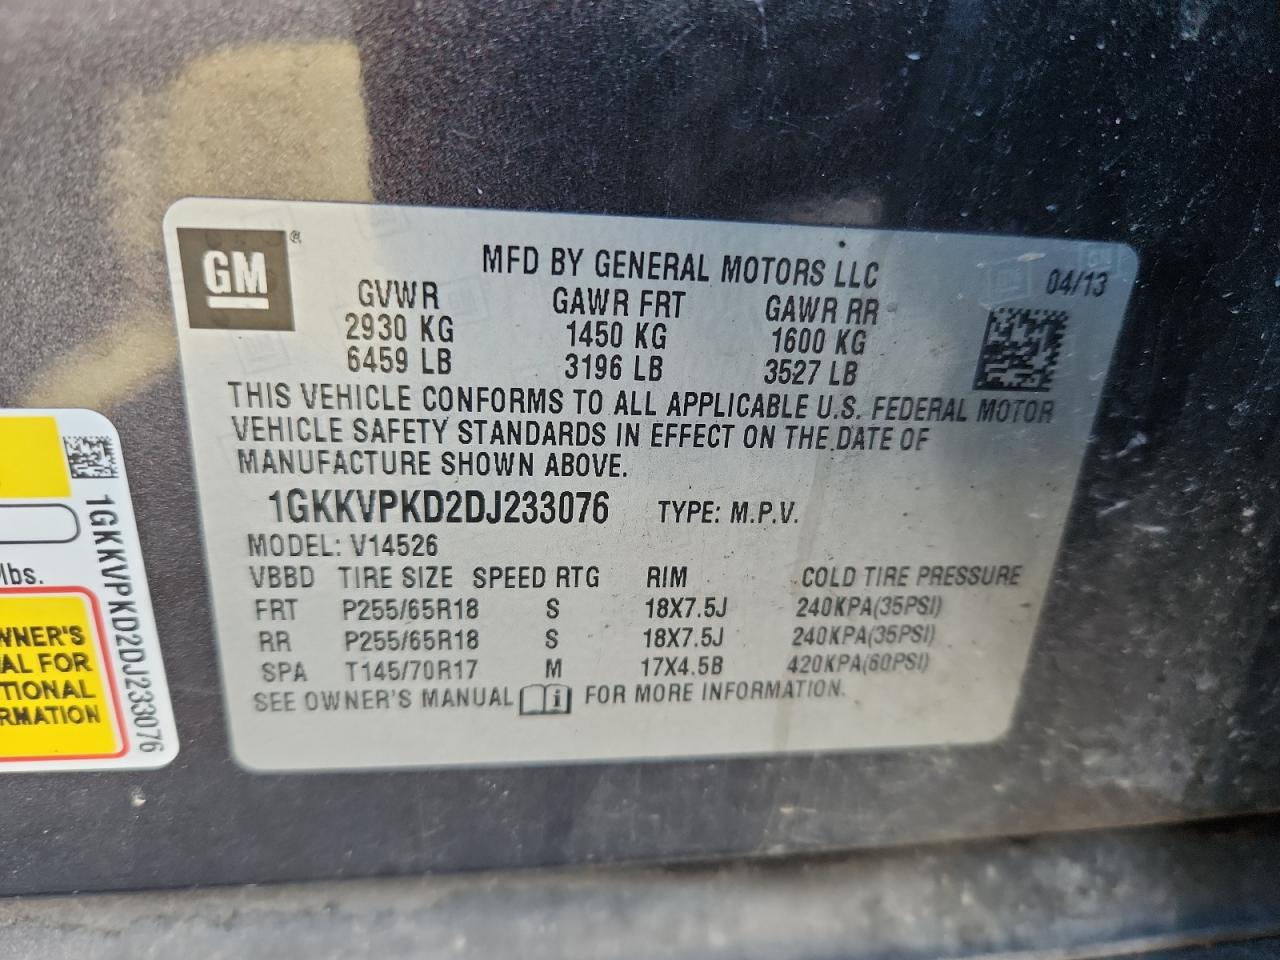 GM ®
MFD BY GENERAL MOTORS LLC
04/13
GVWR GAWR FRT GAWR RR
2930 KG 1450 KG 1600 KG
6459 LB 3196 LB 3527 LB
THIS VEHICLE CONFORMS TO ALL APPLICABLE U.S. FEDERAL MOTOR
VEHICLE SAFETY STANDARDS IN EFFECT ON THE DATE OF
MANUFACTURE SHOWN ABOVE.
1GKKVPKD2DJ233076 TYPE: M.P.V.
MODEL: V14526
VBBD TIRE SIZE SPEED RTG RIM COLD TIRE PRESSURE
FRT P255/65R18 S 18X7.5J 240KPA(35PSI)
RR P255/65R18 S 18X7.5J 240KPA(35PSI)
SPA T145/70R17 M 17X4.5B 420KPA(60PSI)
SEE OWNER'S MANUAL i FOR MORE INFORMATION.
lbs.
WNER'S
AL FOR
TIONAL
RMATION
1GKKVPKD2DJ233076